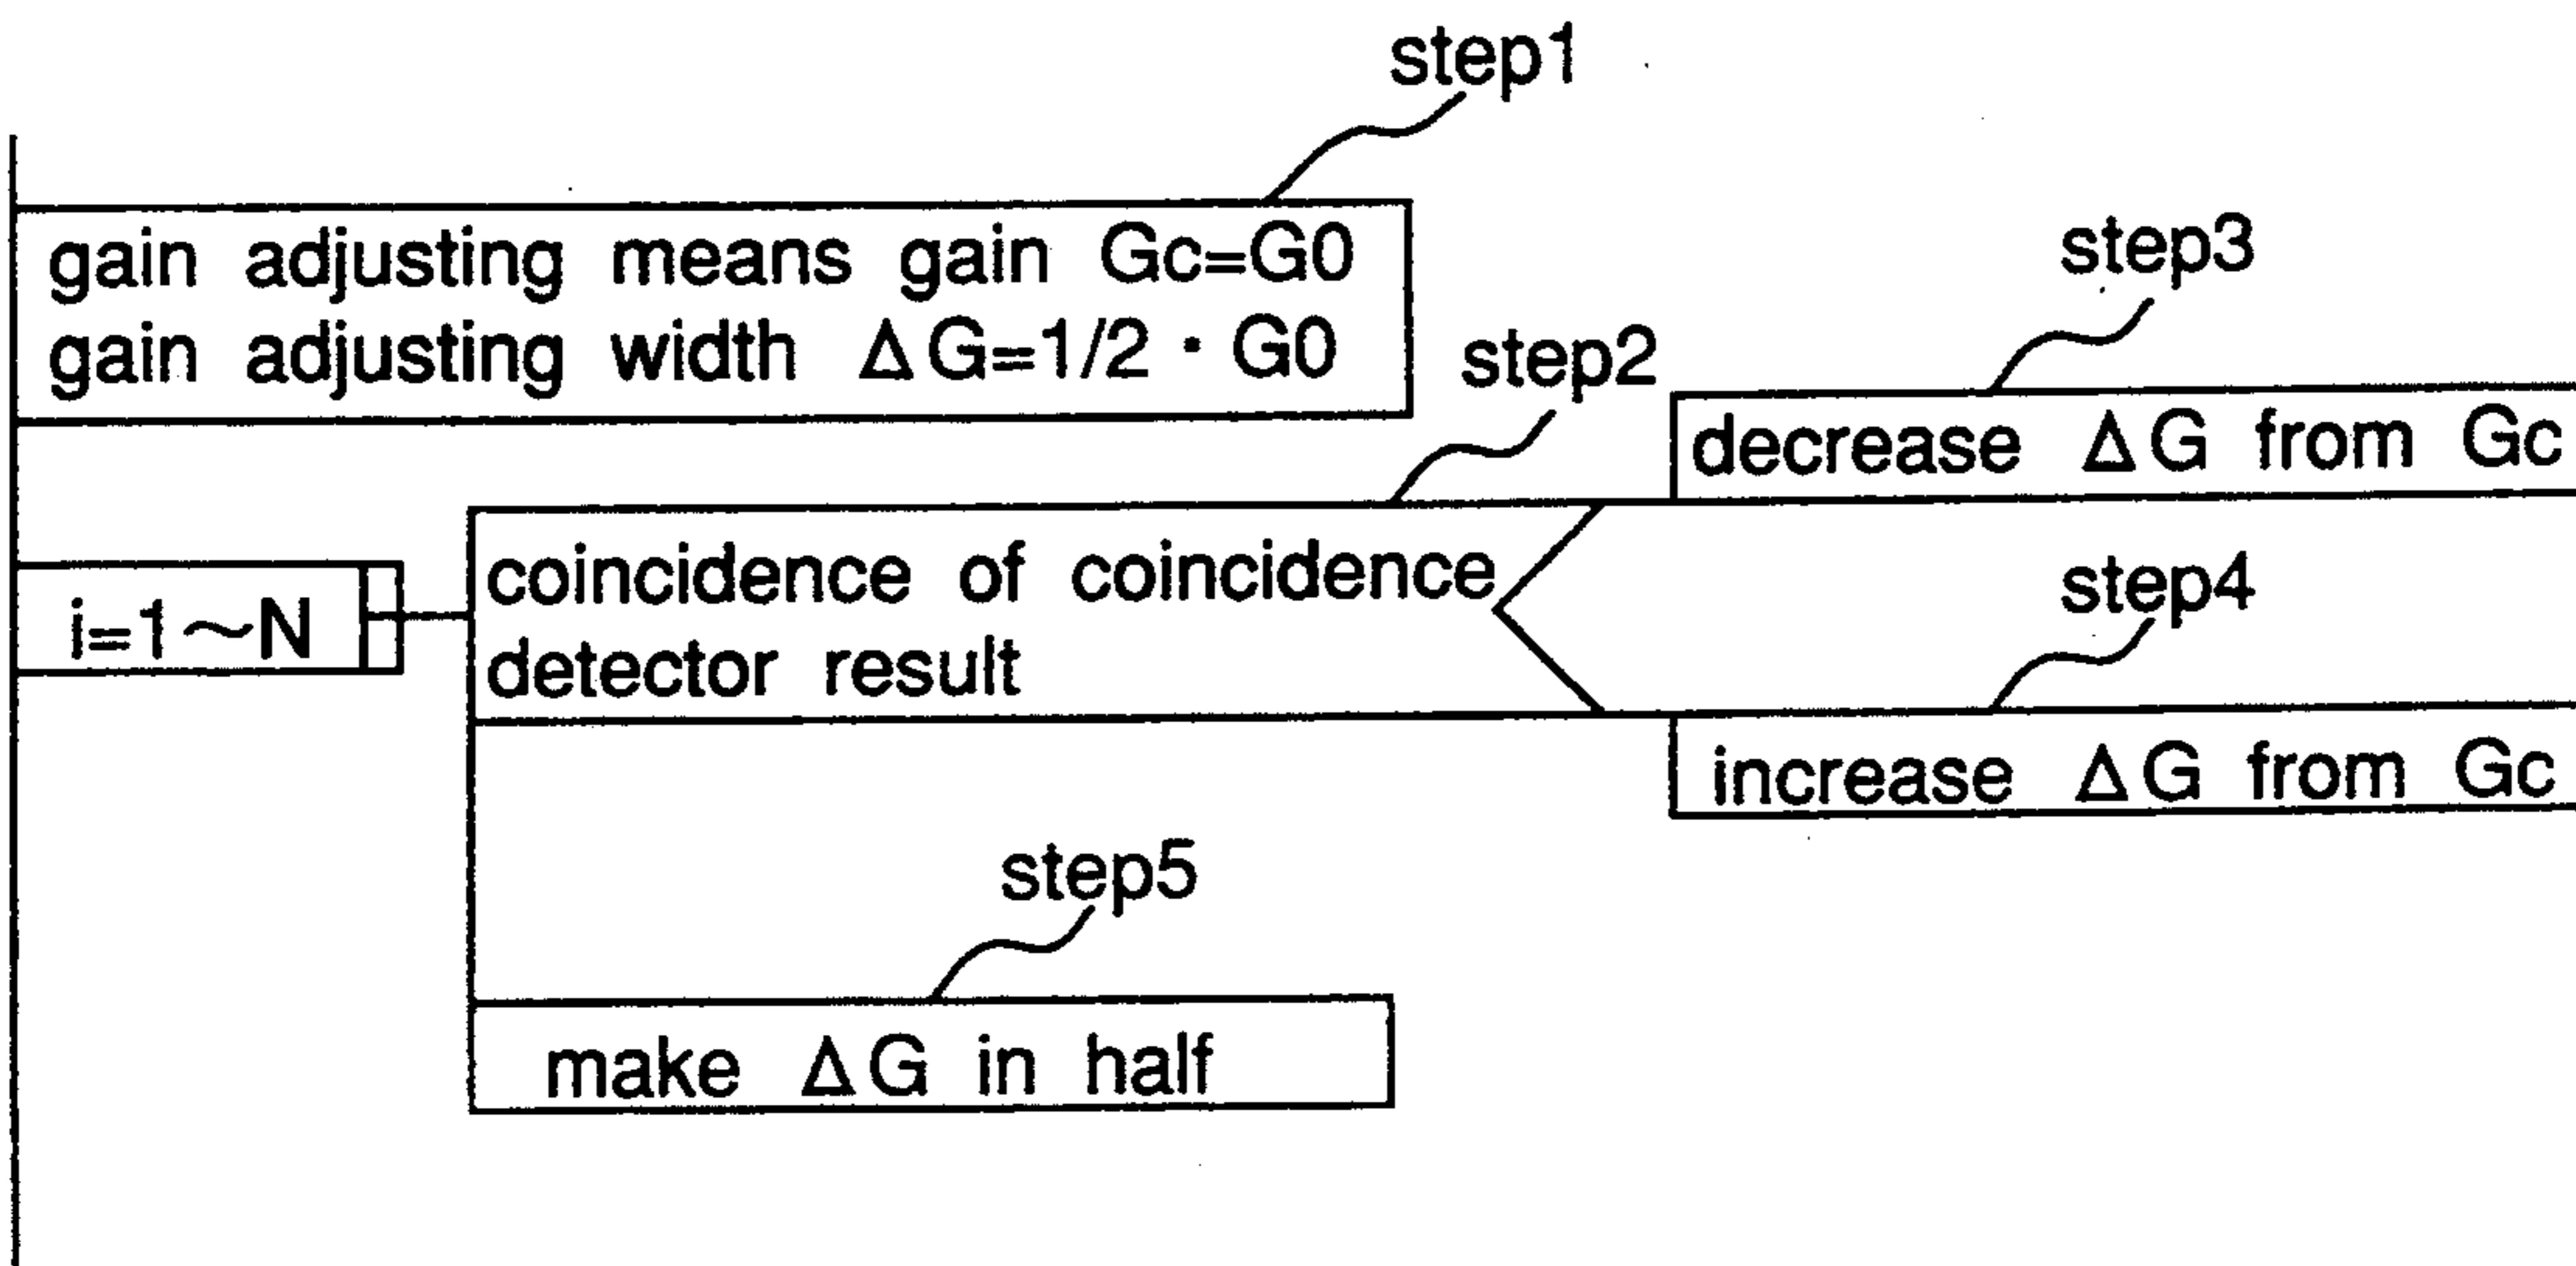 step1
gain adjusting means gain Gc=G0
gain adjusting width ΔG=1/2・G0
step2
step3
decrease ΔG from Gc
i=1～N
coincidence of coincidence
detector result
step4
increase ΔG from Gc
step5
make ΔG in half